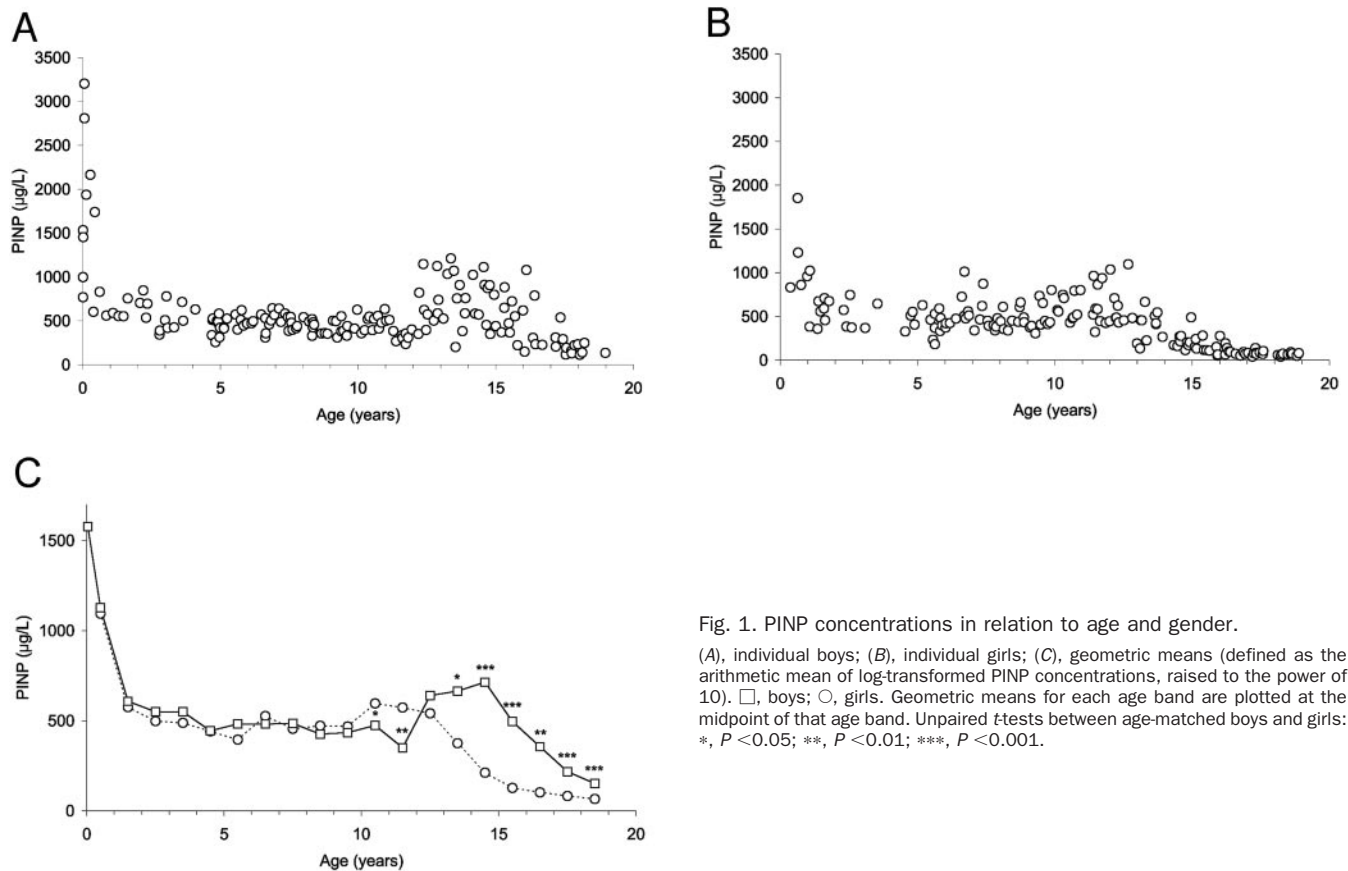 A
3500
3000
2500
2000
1500
1000
500
0
PINP (µg/L)
0 5 10 15 20
Age (years)
B
3500
3000
2500
2000
1500
1000
500
0
PINP (µg/L)
0 5 10 15 20
Age (years)
C
1500
1000
500
0
PINP (µg/L)
* ** * *** *** ** *** ***
0 5 10 15 20
Age (years)
Fig. 1. PINP concentrations in relation to age and gender.
(A), individual boys; (B), individual girls; (C), geometric means (defined as the
arithmetic mean of log-transformed PINP concentrations, raised to the power of
10). □, boys; ○, girls. Geometric means for each age band are plotted at the
midpoint of that age band. Unpaired t-tests between age-matched boys and girls:
*, P <0.05; **, P <0.01; ***, P <0.001.